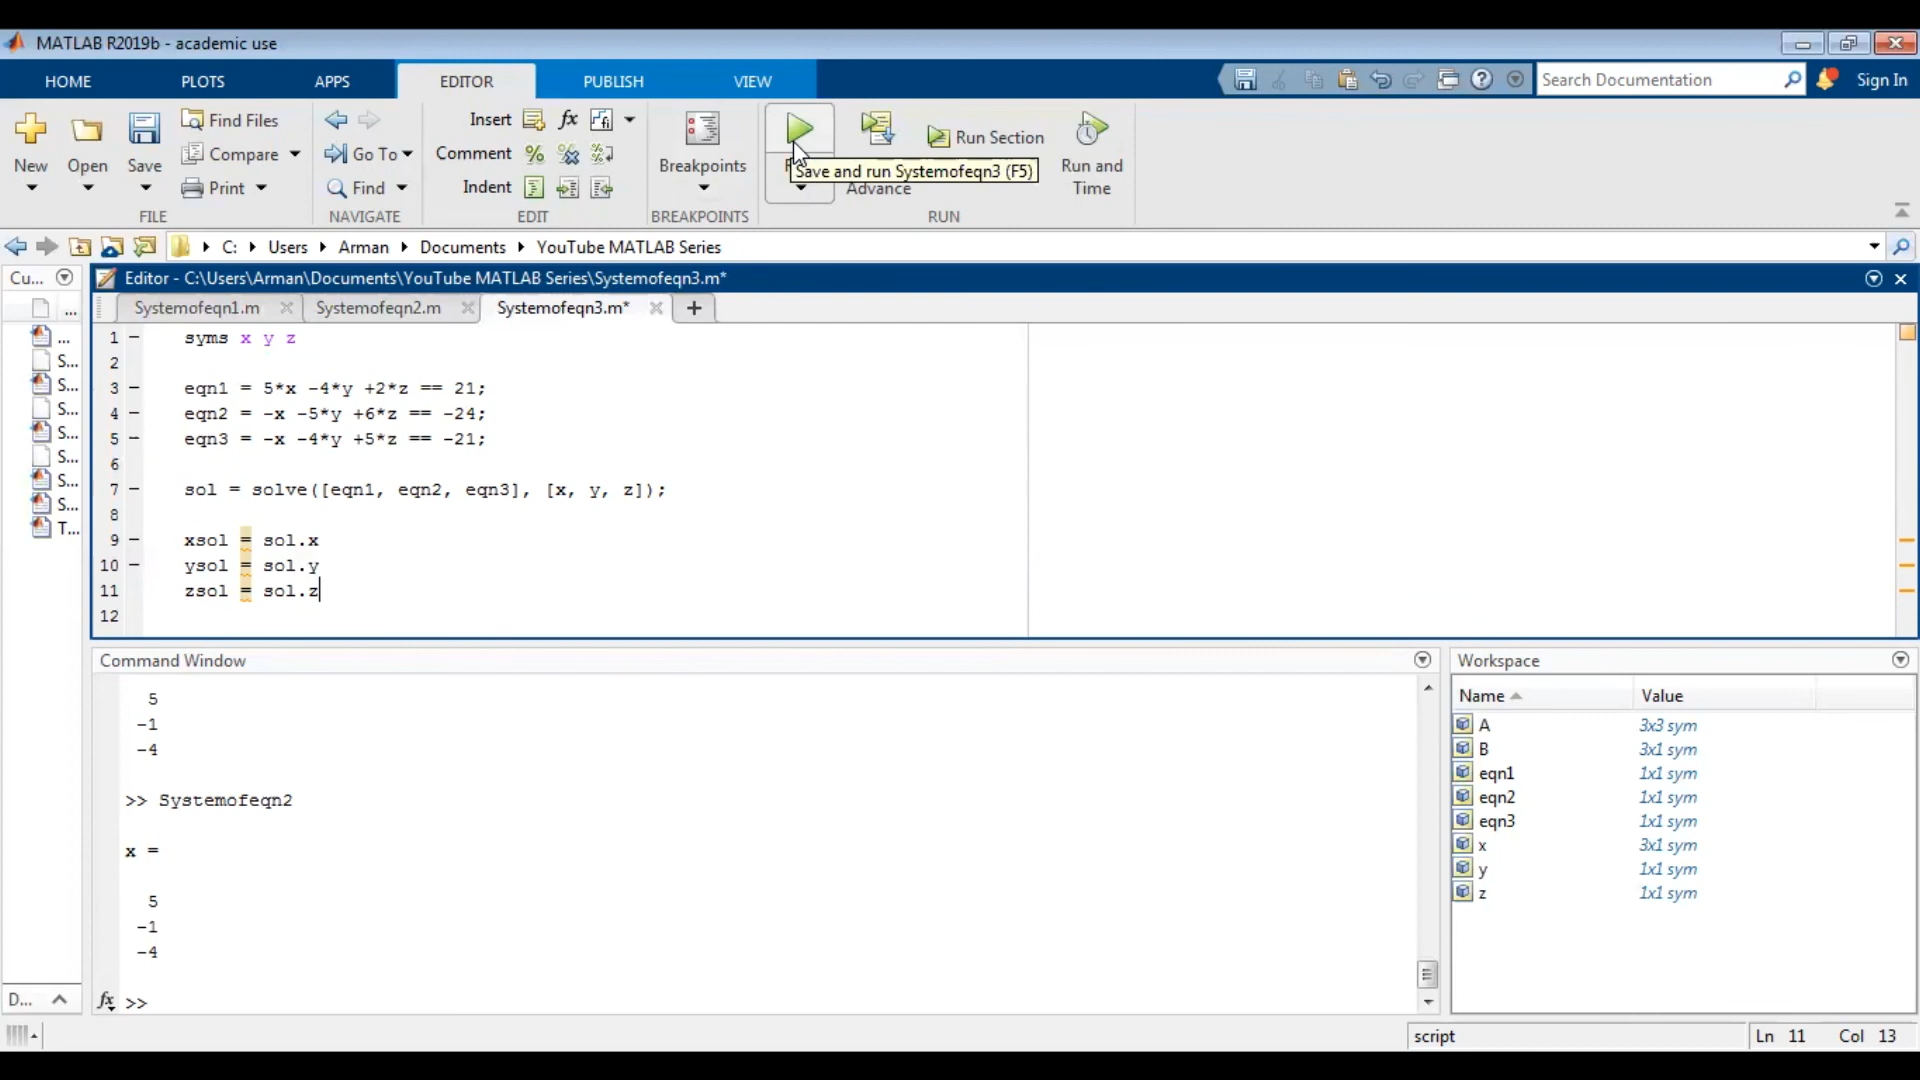 MATLAB R2019b - academic use
HOME PLOTS APPS EDITOR PUBLISH VIEW Search Documentation Sign In
New Open Save Find Files Compare Print
FILE
Go To Find
NAVIGATE
Insert fx
Comment
Indent
EDIT
Breakpoints
BREAKPOINTS
Run Section
Advance
Run and
Time
RUN
Save and run Systemofeqn3 (F5)
C: Users Arman Documents YouTube MATLAB Series
Cu...
Editor - C:\Users\Arman\Documents\YouTube MATLAB Series\Systemofeqn3.m*
Systemofeqn1.m Systemofeqn2.m Systemofeqn3.m* +
...
...
S...
S...
S...
S...
S...
S...
S...
T...
1 – syms x y z
2
3 – eqn1 = 5*x -4*y +2*z == 21;
4 – eqn2 = -x -5*y +6*z == -24;
5 – eqn3 = -x -4*y +5*z == -21;
6
7 – sol = solve([eqn1, eqn2, eqn3], [x, y, z]);
8
9 – xsol = sol.x
10 – ysol = sol.y
11 zsol = sol.z
12
D...
Command Window
5
-1
-4
>> Systemofeqn2
x =
5
-1
-4
fx >>
Workspace
Name Value
A 3x3 sym
B 3x1 sym
eqn1 1x1 sym
eqn2 1x1 sym
eqn3 1x1 sym
x 3x1 sym
y 1x1 sym
z 1x1 sym
script Ln 11 Col 13